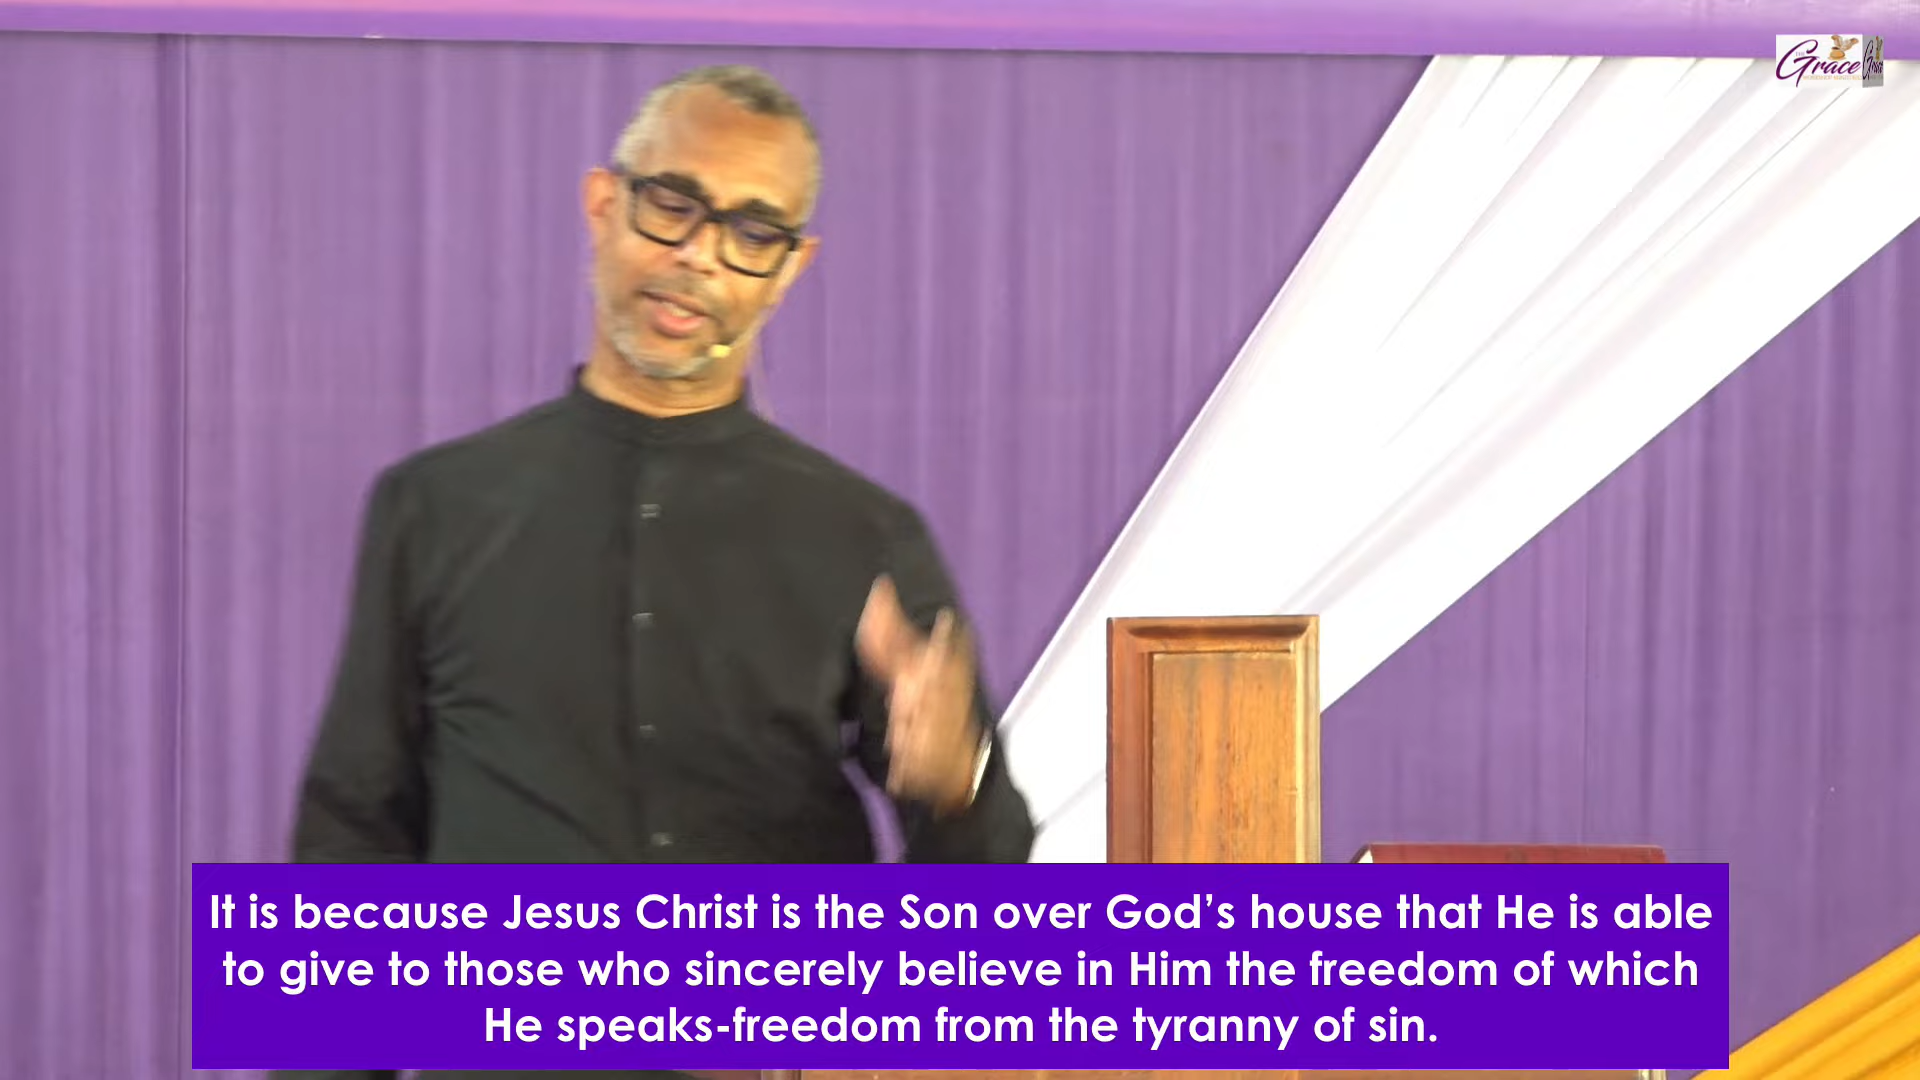 Grace
It is because Jesus Christ is the Son over God’s house that He is able
to give to those who sincerely believe in Him the freedom of which
He speaks-freedom from the tyranny of sin.